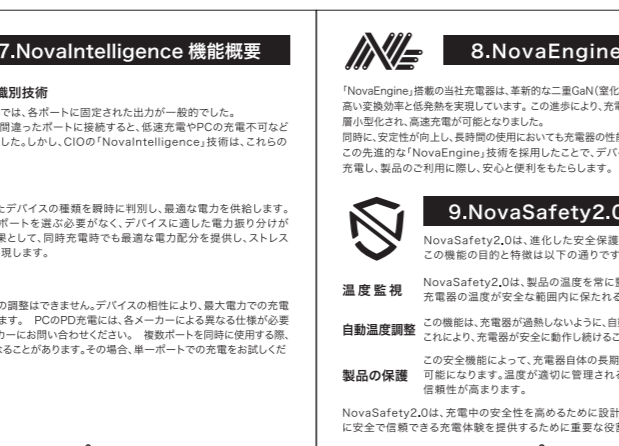 7.NovaIntelligence 機能概要
識別技術
では、各ポートに固定された出力が一般的でした。
間違ったポートに接続すると、低速充電やPCの充電不可など
した。しかし、CIOの「NovaIntelligence」技術は、これらの
たデバイスの種類を瞬時に判別し、最適な電力を供給します。
ポートを選ぶ必要がなく、デバイスに適した電力振り分けが
果として、同時充電時でも最適な電力配分を提供し、ストレス
現します。
の調整はできません。デバイスの相性により、最大電力での充電
ます。 PCのPD充電には、各メーカーによる異なる仕様が必要
カーにお問い合わせください。 複数ポートを同時に使用する際、
なることがあります。その場合、単一ポートでの充電をお試しくだ
8.NovaEngine
「NovaEngine」搭載の当社充電器は、革新的な二重GaN(窒化
高い変換効率と低発熱を実現しています。この進歩により、充電
層小型化され、高速充電が可能となりました。
同時に、安定性が向上し、長時間の使用においても充電器の性能
この先進的な「NovaEngine」技術を採用したことで、デバイ
充電し、製品のご利用に際し、安心と便利をもたらします。
9.NovaSafety2.0
NovaSafety2.0は、進化した安全保護
この機能の目的と特徴は以下の通りです
温度監視
NovaSafety2.0は、製品の温度を常に監
充電器の温度が安全な範囲内に保たれる
自動温度調整
この機能は、充電器が過熱しないように、自動
これにより、充電器が安全に動作し続けるこ
製品の保護
この安全機能によって、充電器自体の長期
可能になります。温度が適切に管理される
信頼性が高まります。
NovaSafety2.0は、充電中の安全性を高めるために設計
に安全で信頼できる充電体験を提供するために重要な役割